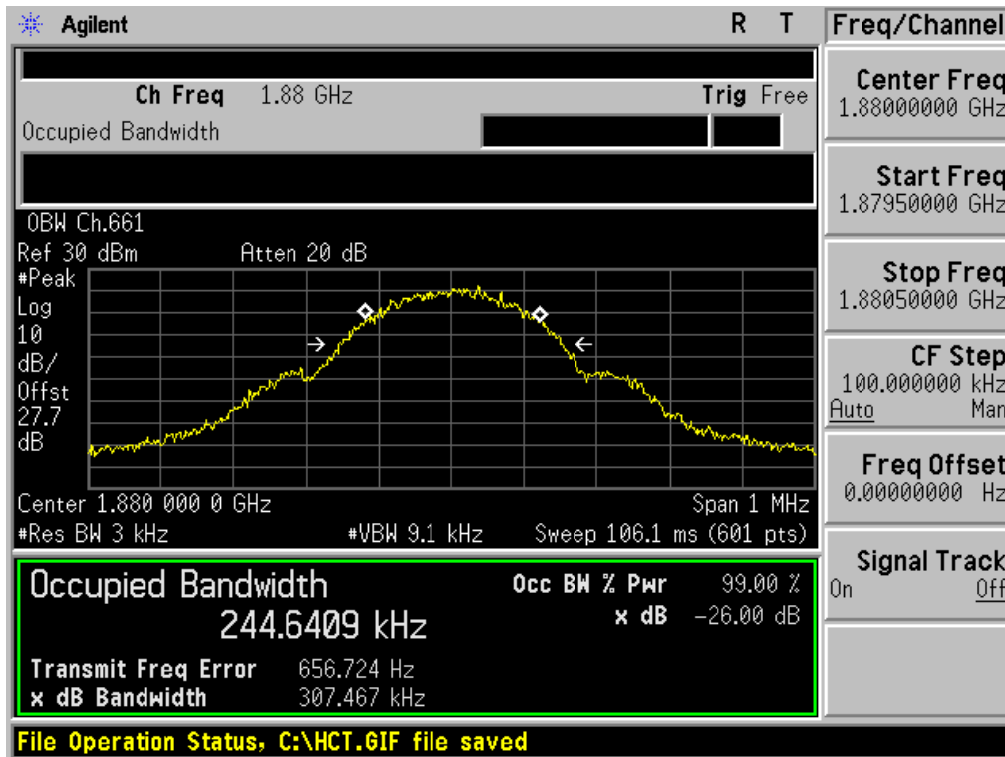 Agilent R T
Freq/Channel
Ch Freq 1.88 GHz Trig Free
Occupied Bandwidth
OBW Ch.661
Ref 30 dBm Atten 20 dB
#Peak
Log
10
dB/
Offst
27.7
dB
Center 1.880 000 0 GHz Span 1 MHz
#Res BW 3 kHz #VBW 9.1 kHz Sweep 106.1 ms (601 pts)
Occupied Bandwidth
244.6409 kHz
Occ BW % Pwr 99.00 %
x dB -26.00 dB
Transmit Freq Error 656.724 Hz
x dB Bandwidth 307.467 kHz
File Operation Status, C:\HCT.GIF file saved
Center Freq
1.88000000 GHz
Start Freq
1.87950000 GHz
Stop Freq
1.88050000 GHz
CF Step
100.000000 kHz
Auto Man
Freq Offset
0.00000000 Hz
Signal Track
On Off